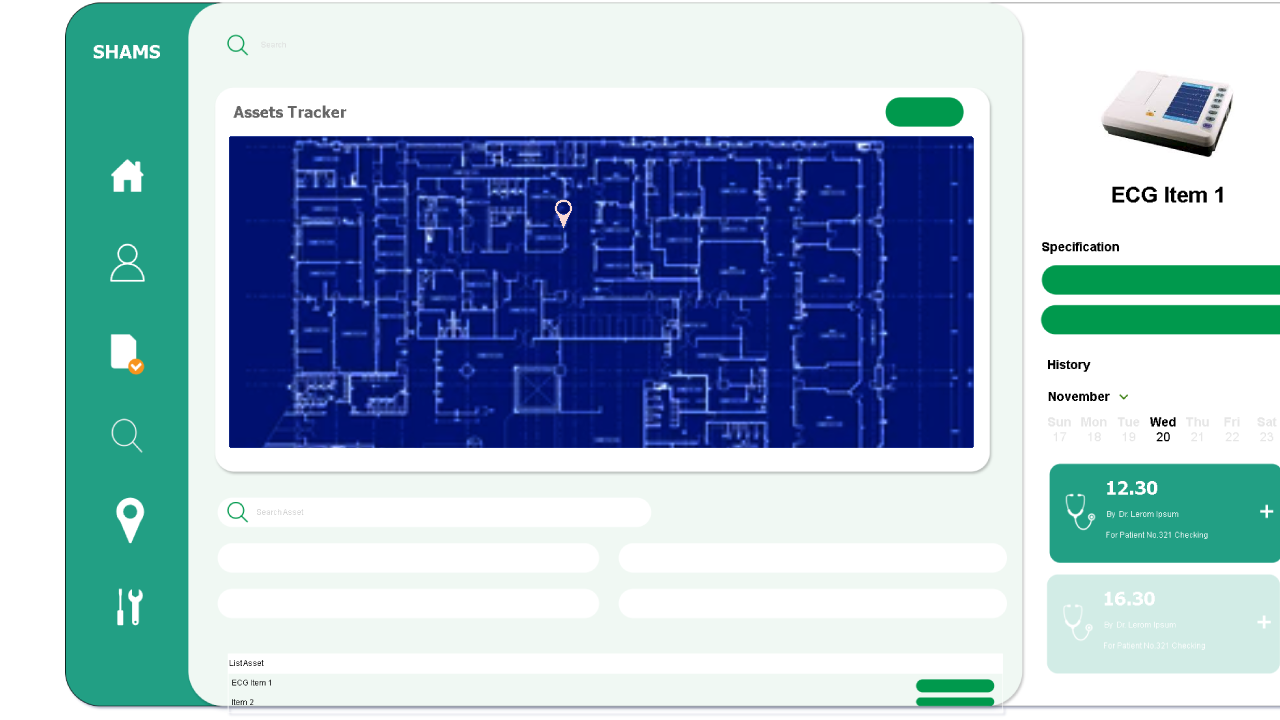 SHAMS
Search
Assets Tracker
Search Asset
List Asset
ECG Item 1
Item 2
ECG Item 1
Specification
History
November
Sun Mon Tue Wed Thu Fri Sat
17 18 19 20 21 22 23
12.30
By Dr. Lerom Ipsum
For Patient No.321 Checking
16.30
By Dr. Lerom Ipsum
For Patient No.321 Checking